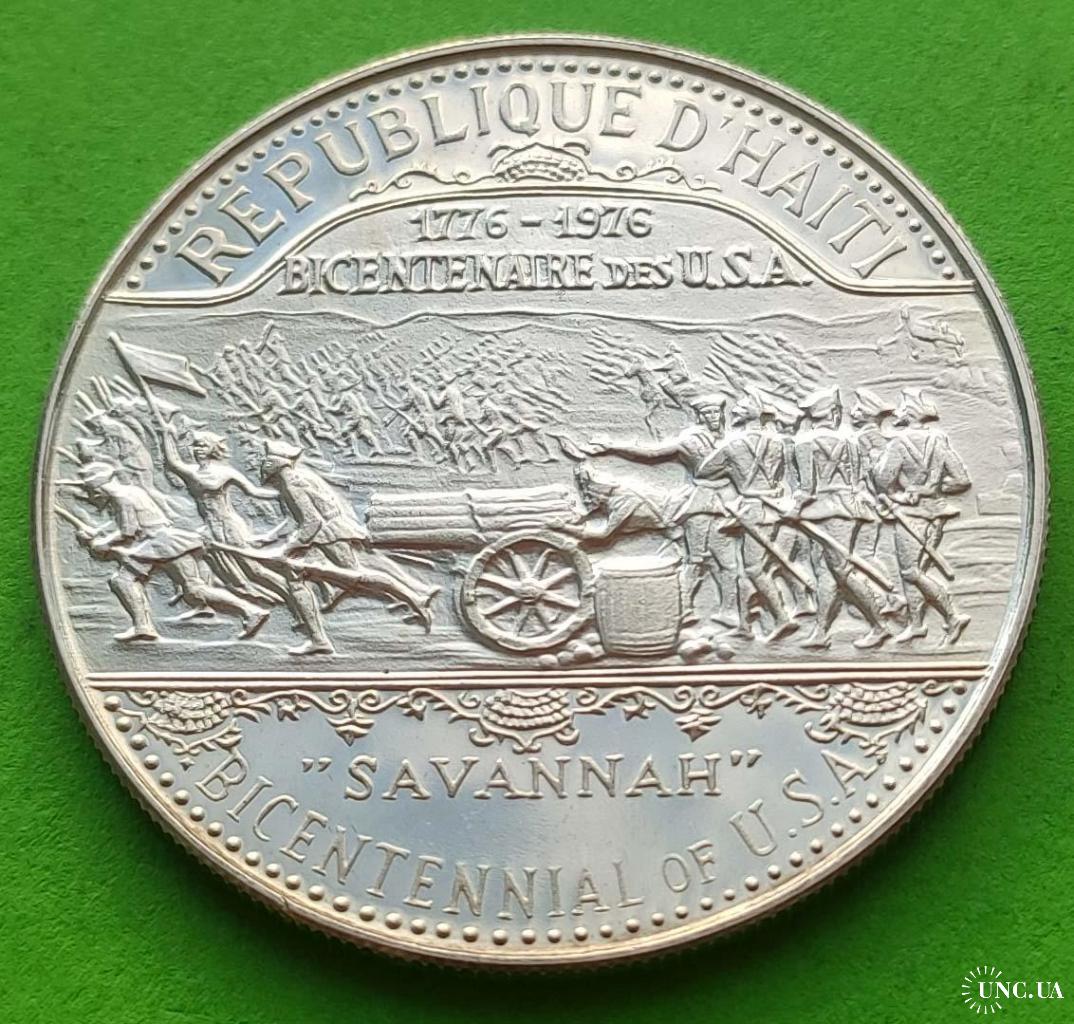 REPUBLIQUE D'HAITI
1776 - 1976
BICENTENAIRE DES U.S.A.
"SAVANNAH"
BICENTENNIAL OF U.S.A.
UNC.UA